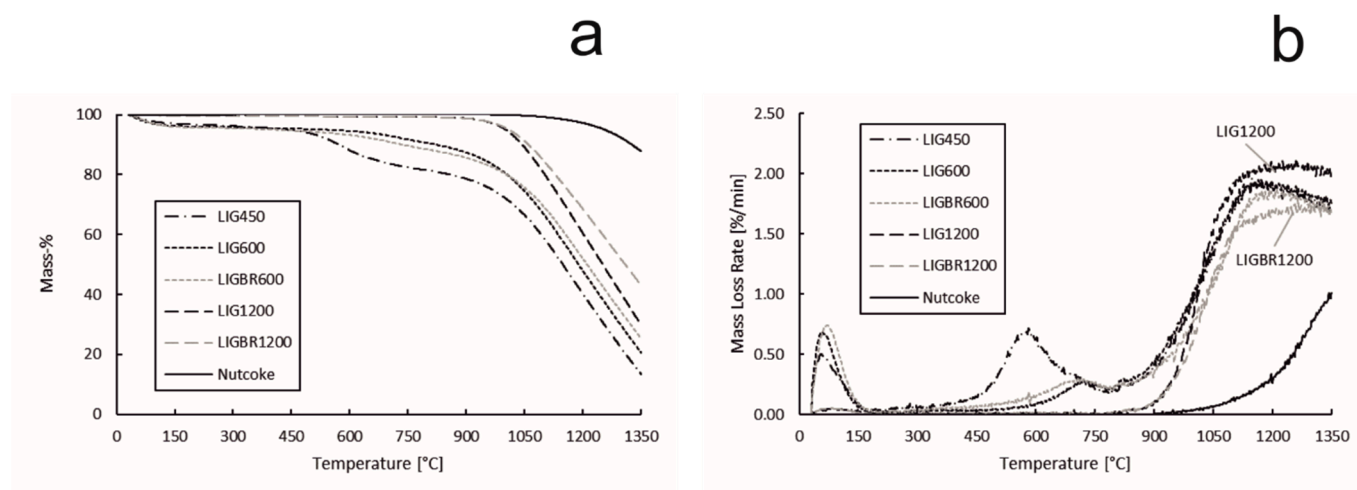 a
b
100
80
60
40
20
0
Mass-%
LIG450
LIG600
LIGBR600
LIG1200
LIGBR1200
Nutcoke
0 150 300 450 600 750 900 1050 1200 1350
Temperature [°C]
2.50
2.00
1.50
1.00
0.50
0.00
Mass Loss Rate [%/min]
LIG450
LIG600
LIGBR600
LIG1200
LIGBR1200
Nutcoke
LIG1200
LIGBR1200
0 150 300 450 600 750 900 1050 1200 1350
Temperature [°C]